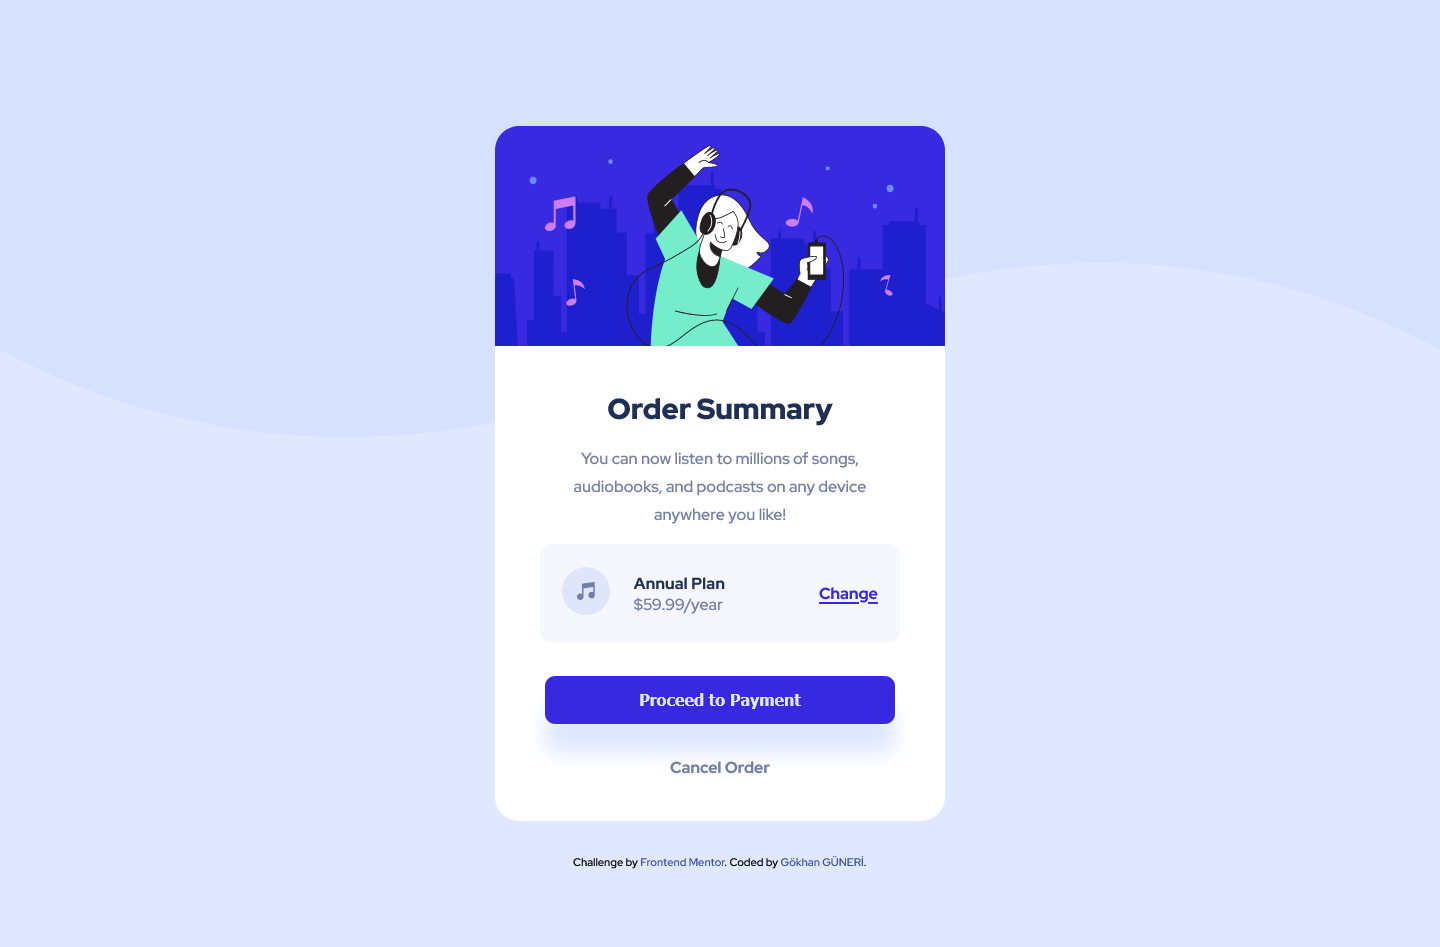 Order Summary
You can now listen to millions of songs,
audiobooks, and podcasts on any device
anywhere you like!
Annual Plan
$59.99/year
Change
Proceed to Payment
Cancel Order
Challenge by Frontend Mentor. Coded by Gökhan GÜNERİ.